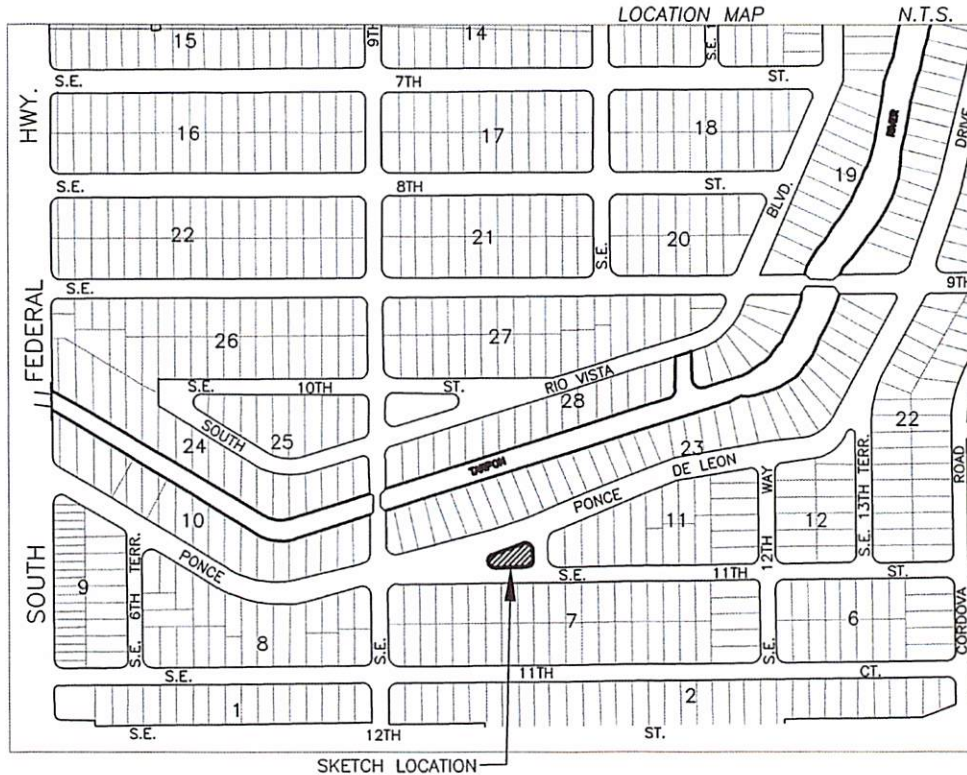 LOCATION MAP N.T.S.
15 9TH 14 S.E.
S.E. 7TH ST.
HWY. 16 17 18 RIVER DRIVE
19
S.E. 8TH ST. BLVD.
22 21 S.E. 20
S.E. 9TH
FEDERAL 26 27
S.E. 10TH ST. RIO VISTA
28
SOUTH 25 24 23 22
TARPON DE LEON ROAD
10 PONCE 11 WAY 12 S.E. 13TH TERR.
PONCE
SOUTH 9 S.E. 6TH TERR. S.E. 11TH 12TH ST.
8 S.E. 7 S.E. 6 CORDOVA
S.E. 11TH CT.
1 2
S.E. 12TH ST.
SKETCH LOCATION